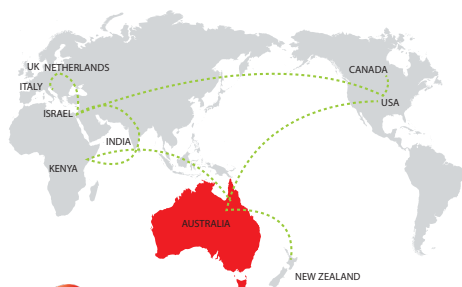 UK NETHERLANDS
CANADA
ITALY
USA
ISRAEL
INDIA
KENYA
AUSTRALIA
NEW ZEALAND